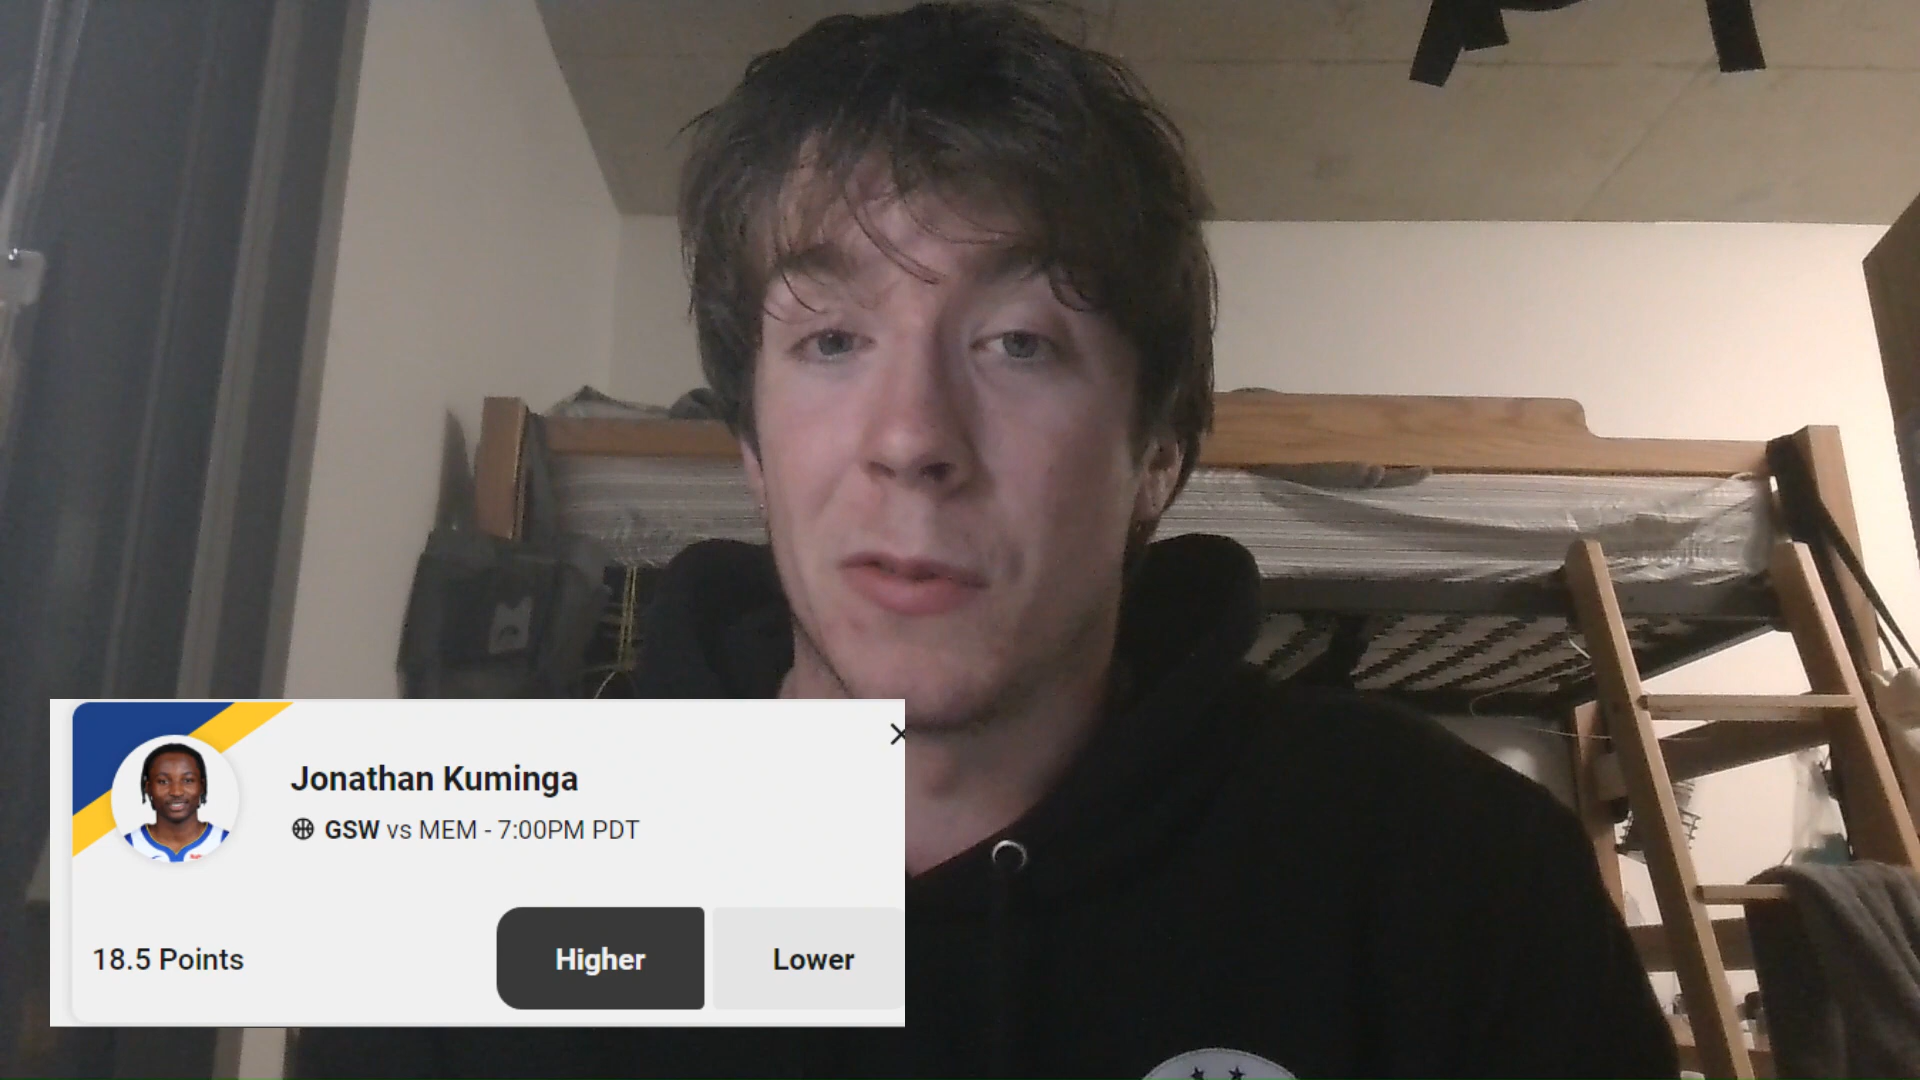 Jonathan Kuminga
GSW vs MEM - 7:00PM PDT
18.5 Points
Higher
Lower